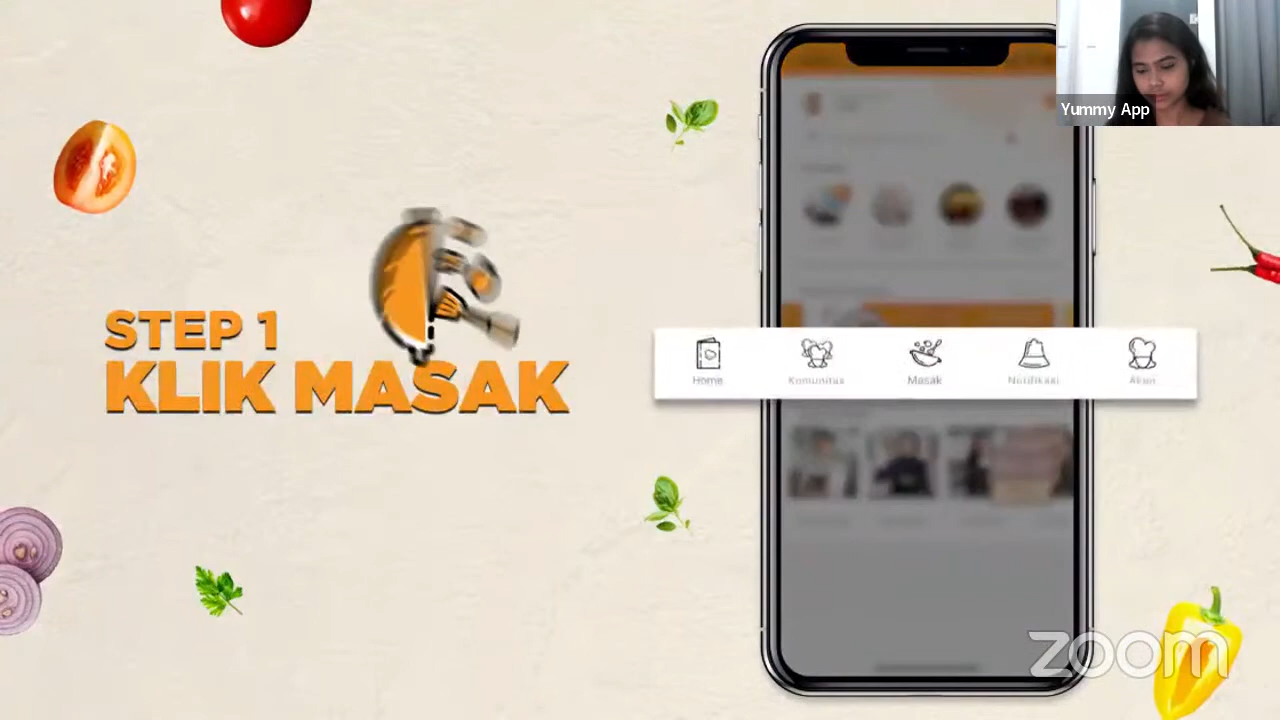 Yummy App
STEP 1
KLIK MASAK
Home
Komunitas
Masak
Notifikasi
Akun
zoom